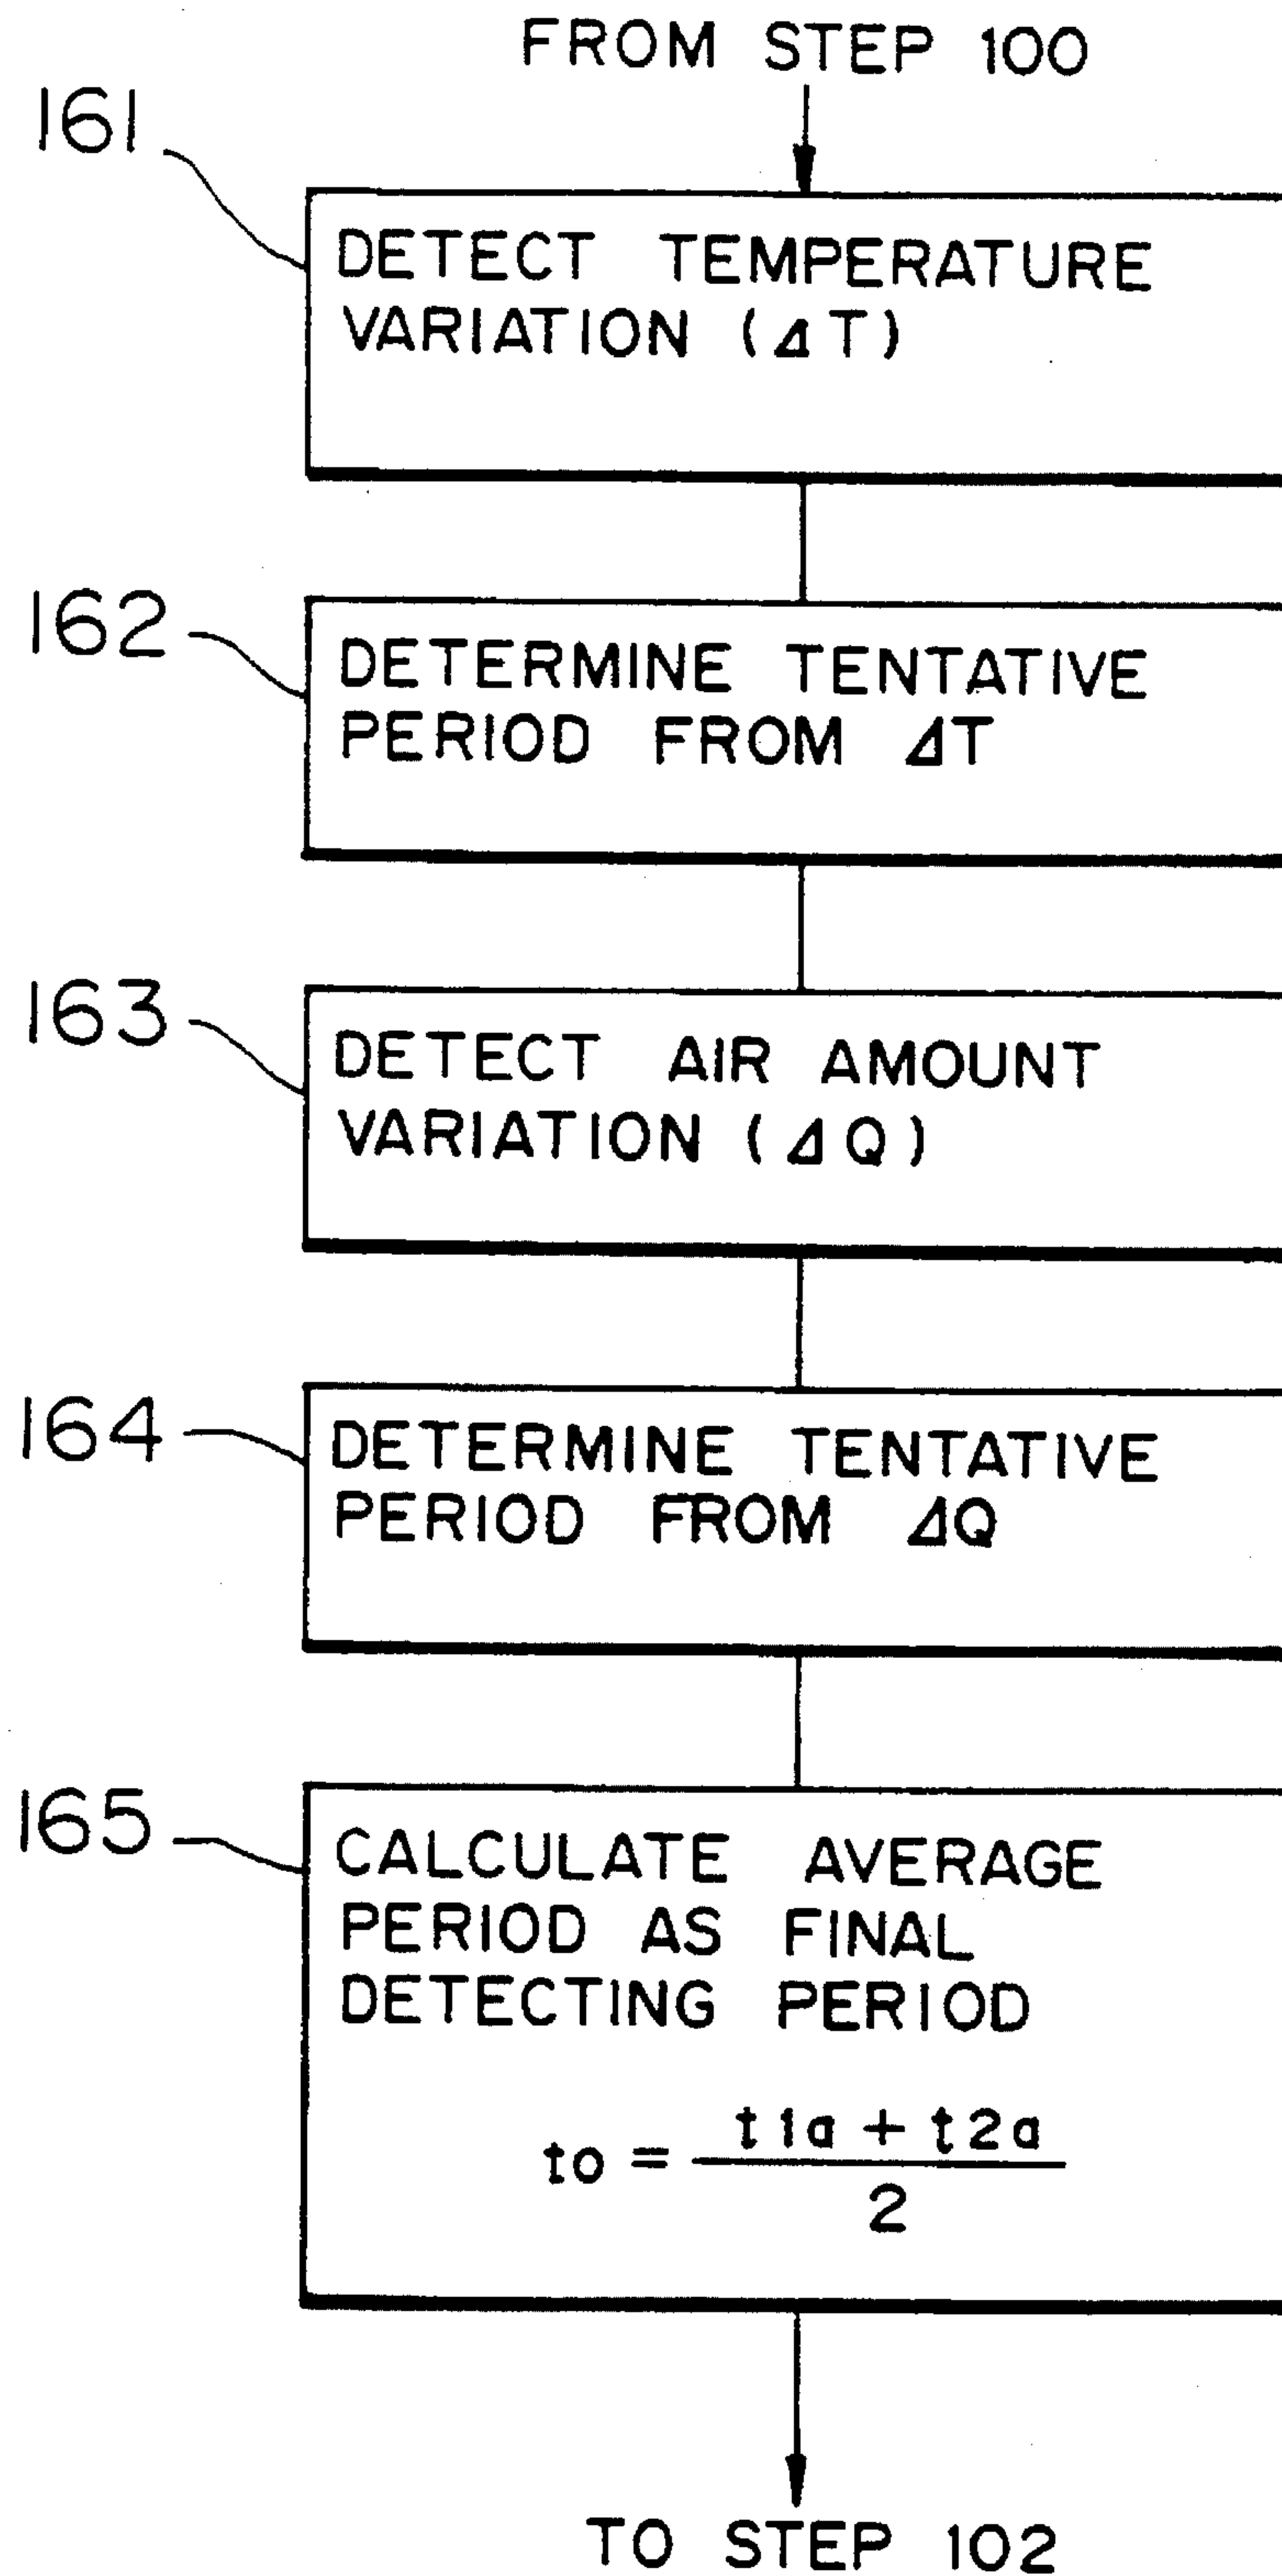 FROM STEP 100
161
DETECT TEMPERATURE
VARIATION (ΔT)
162
DETERMINE TENTATIVE
PERIOD FROM ΔT
163
DETECT AIR AMOUNT
VARIATION (ΔQ)
164
DETERMINE TENTATIVE
PERIOD FROM ΔQ
165
CALCULATE AVERAGE
PERIOD AS FINAL
DETECTING PERIOD
to = t1a + t2a
2
TO STEP 102